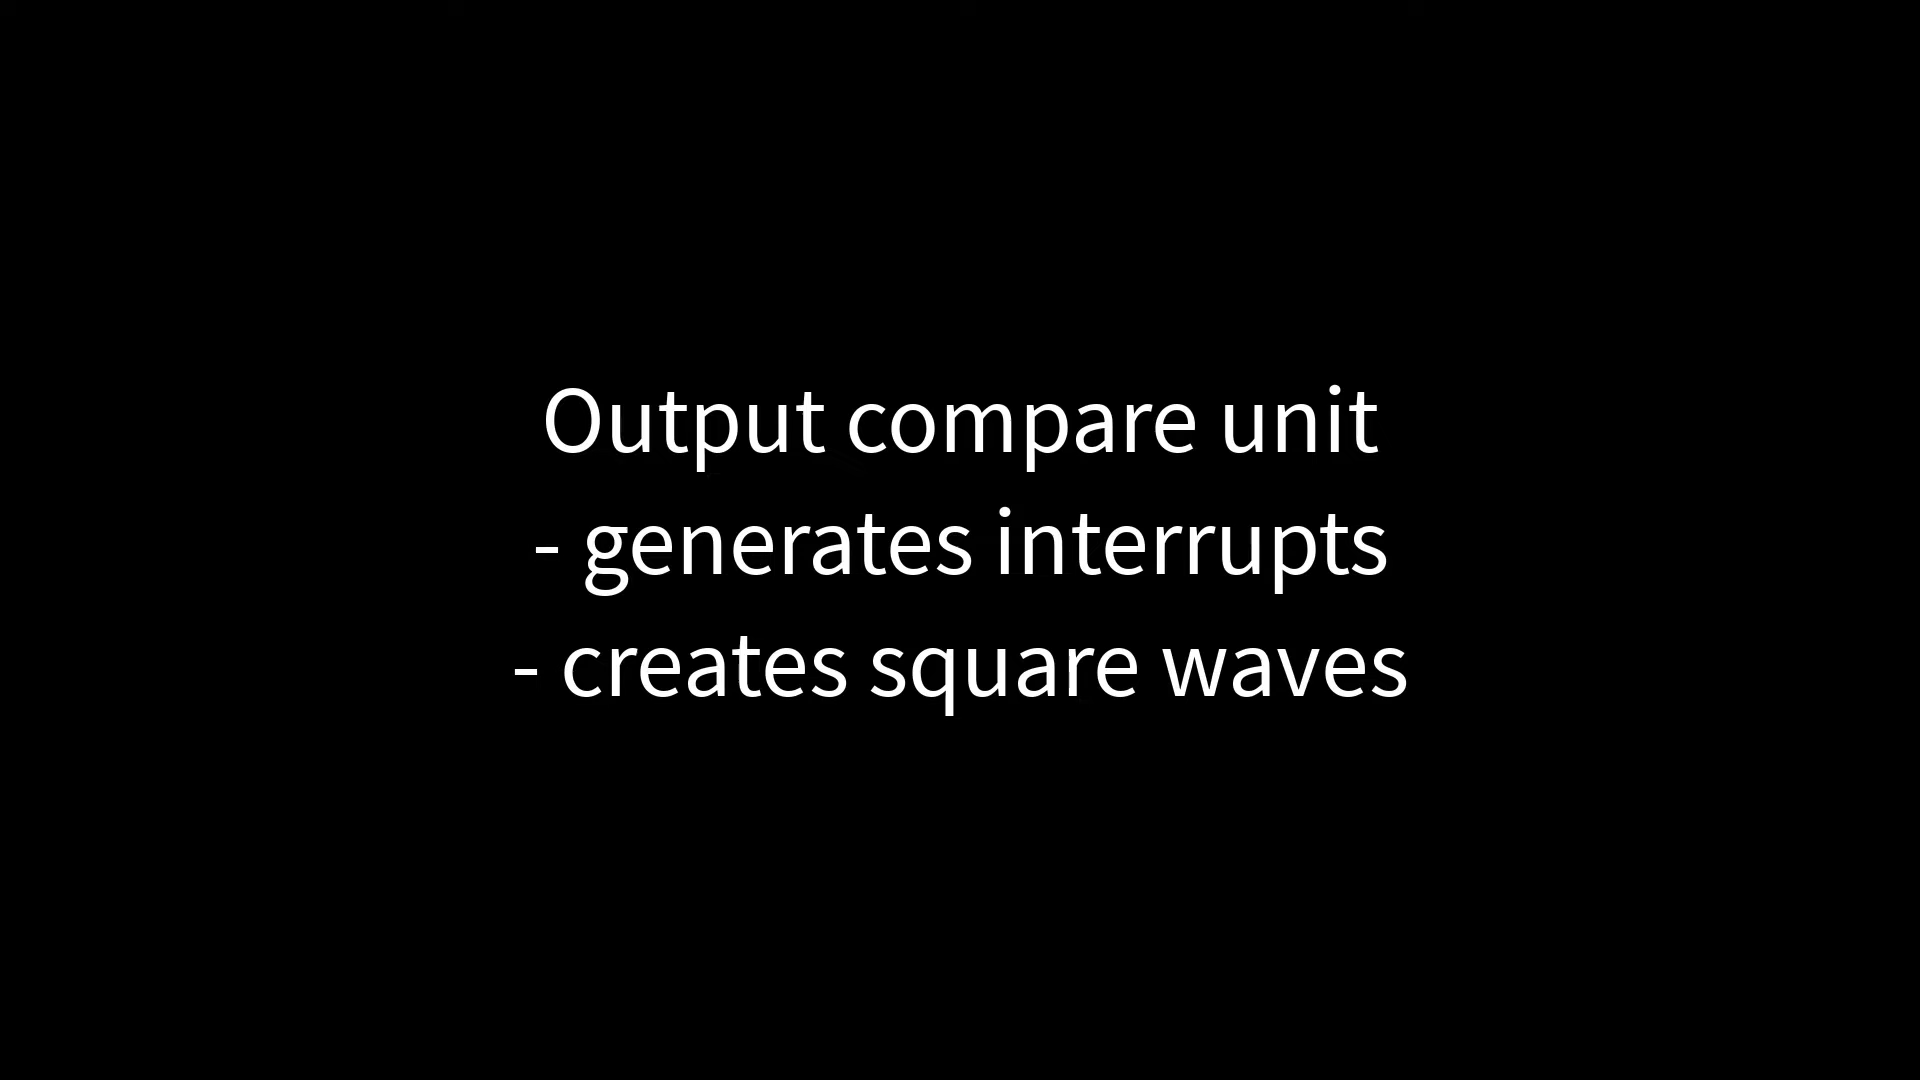 Output compare unit
- generates interrupts
- creates square waves